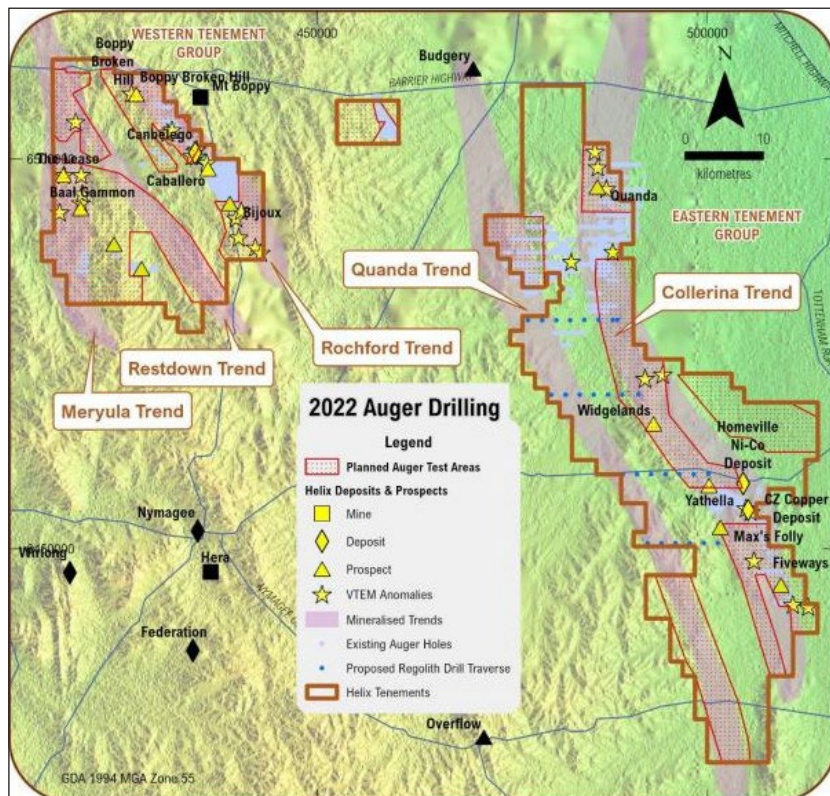 WESTERN TENEMENT
GROUP
450000
500000
Boppy
Broken
Hill
Boppy Broken Hill
Mt Boppy
Budgery
BARRIER HIGHWAY
MITCHELL HIGHWAY
N
0 10
kilometres
Canbelego
The Lease
Caballero
Baal Gammon
Bijoux
Quanda
EASTERN TENEMENT
GROUP
Quanda Trend
Collerina Trend
Rochford Trend
Restdown Trend
Meryula Trend
Widgelands
Homeville
Ni-Co
Deposit
Yathella
CZ Copper
Deposit
Max's Folly
Fiveways
Nymagee
Hera
Wirlong
Federation
Overflow
2022 Auger Drilling
Legend
Planned Auger Test Areas
Helix Deposits & Prospects
Mine
Deposit
Prospect
VTEM Anomalies
Mineralised Trends
Existing Auger Holes
Proposed Regolith Drill Traverse
Helix Tenements
GDA 1994 MGA Zone 55